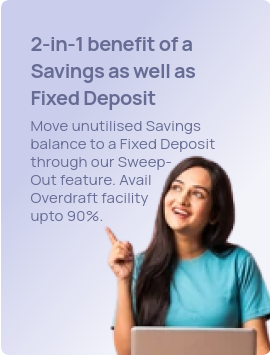 2-in-1 benefit of a
Savings as well as
Fixed Deposit
Move unutilised Savings
balance to a Fixed Deposit
through our Sweep-
Out feature. Avail
Overdraft facility
upto 90%.